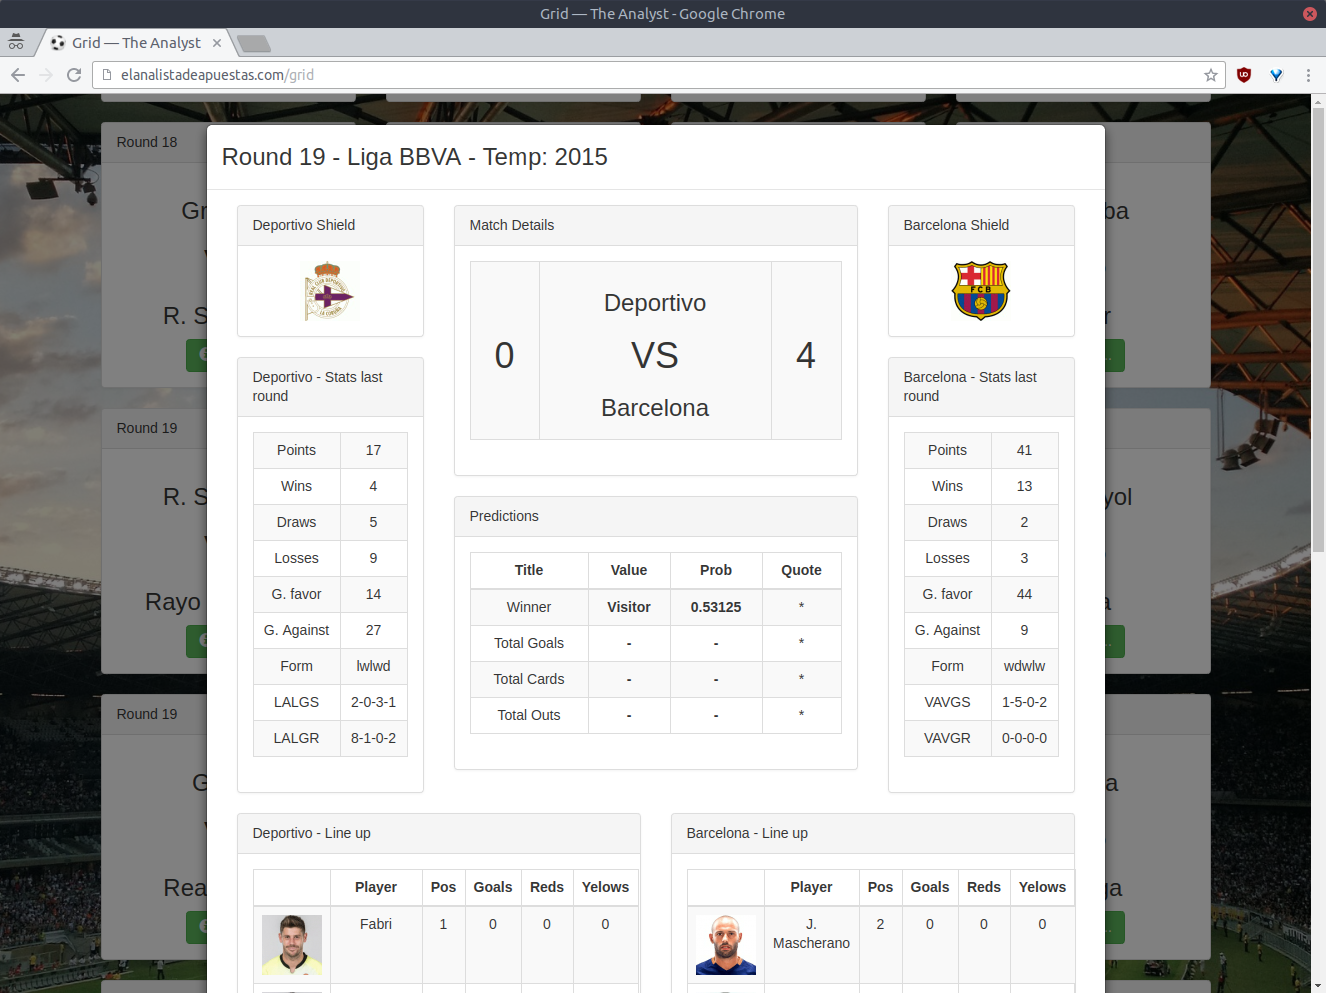 Grid — The Analyst - Google Chrome
Grid — The Analyst
elanalistadeapuestas.com/grid
Round 18
Round 19 - Liga BBVA - Temp: 2015
Deportivo Shield
Match Details
Barcelona Shield
FCB
0
Deportivo
VS
Barcelona
4
Deportivo - Stats last
round
Barcelona - Stats last
round
Points 17
Wins 4
Draws 5
Losses 9
G. favor 14
G. Against 27
Form lwlwd
LALGS 2-0-3-1
LALGR 8-1-0-2
Predictions
Title Value Prob Quote
Winner Visitor 0.53125 *
Total Goals - - *
Total Cards - - *
Total Outs - - *
Points 41
Wins 13
Draws 2
Losses 3
G. favor 44
G. Against 9
Form wdwlw
VAVGS 1-5-0-2
VAVGR 0-0-0-0
Round 19
R. S
Rayo
Round 19
Rea
Deportivo - Line up
Player Pos Goals Reds Yelows
Fabri 1 0 0 0
Barcelona - Line up
Player Pos Goals Reds Yelows
J.
Mascherano 2 0 0 0